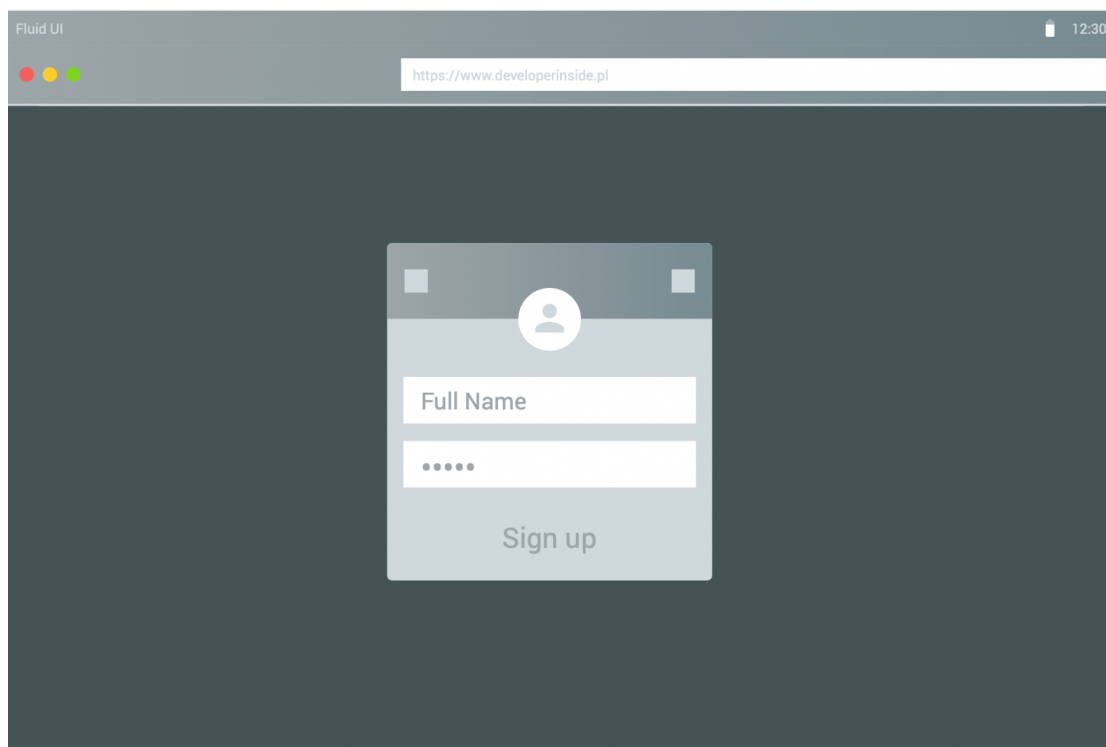 Fluid UI
12:30
https://www.developerinside.pl
Full Name
•••••
Sign up